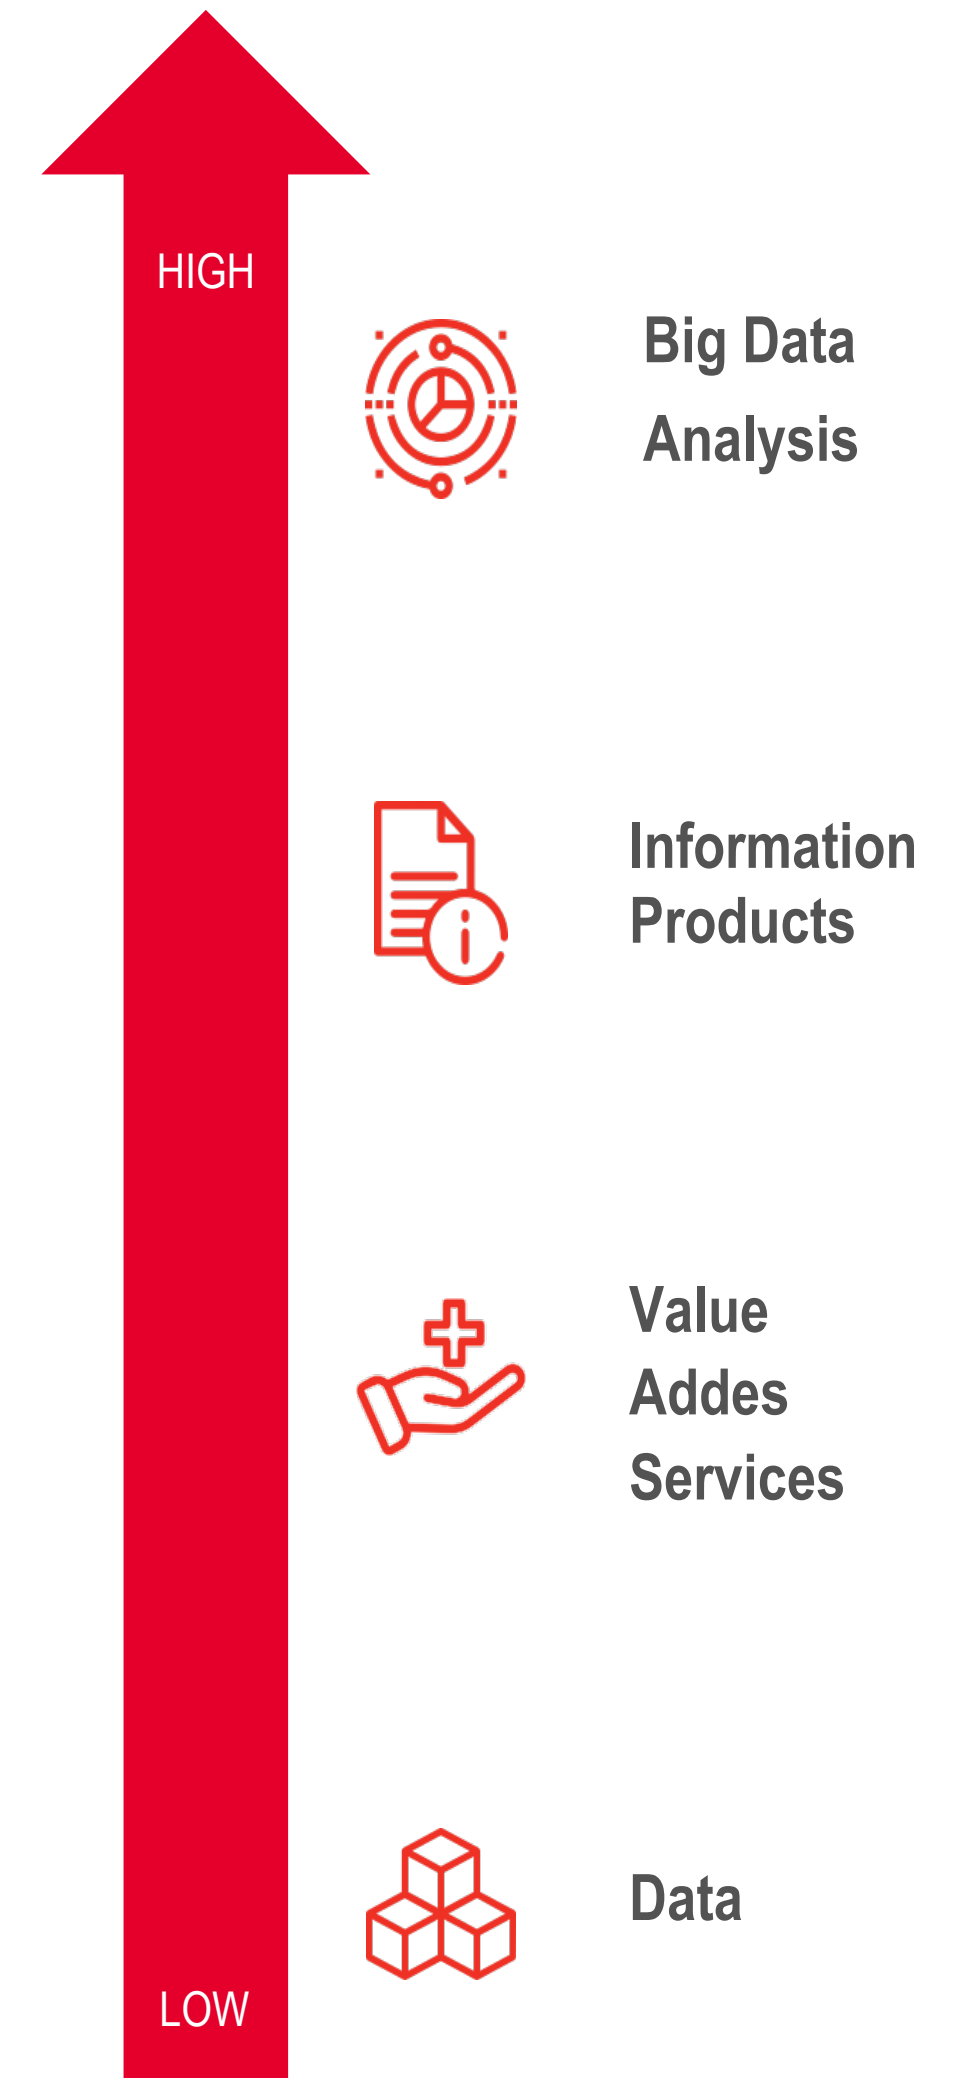 HIGH
Big Data
Analysis
Information
Products
Value
Addes
Services
Data
LOW